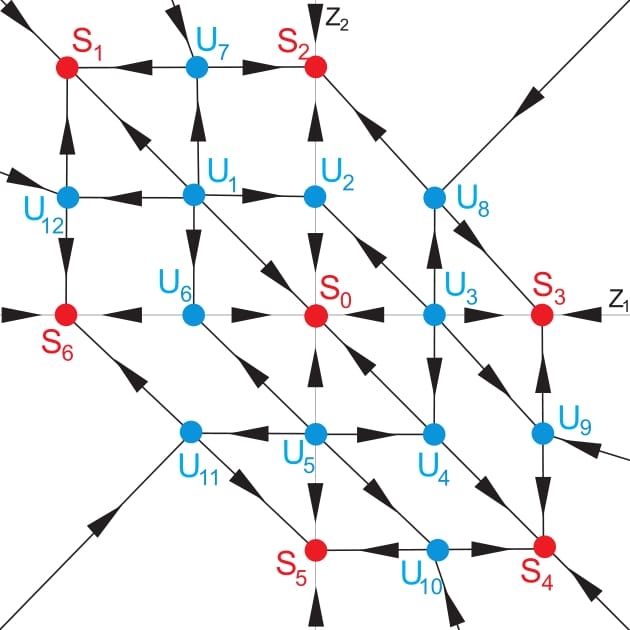 Z₂
S₁ U₇ S₂
U₁ U₂
U₁₂ U₈
U₆ S₀ U₃ S₃
Z₁
S₆
U₉
U₁₁ U₅ U₄
S₅ U₁₀ S₄